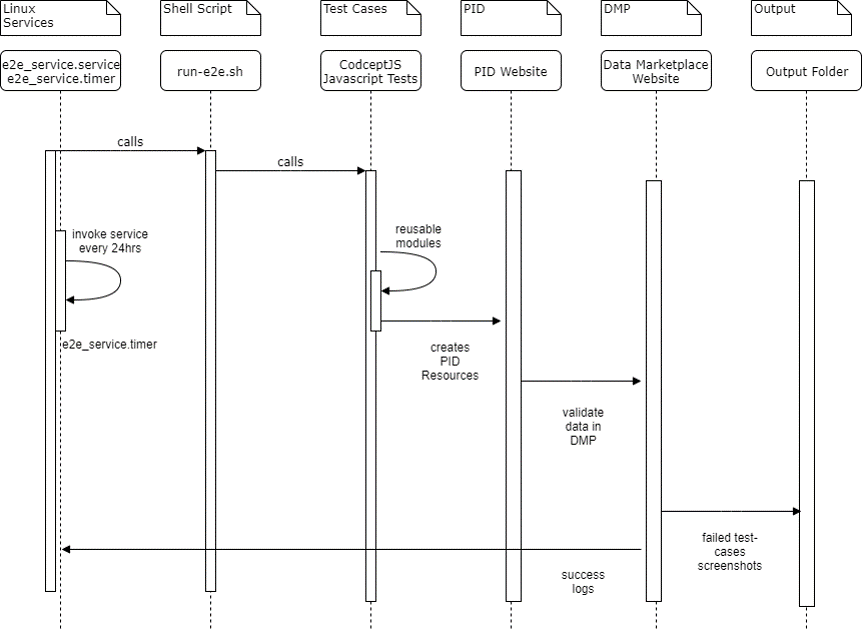 Linux
Services
Shell Script
Test Cases
PID
DMP
Output
e2e_service.service
e2e_service.timer
run-e2e.sh
CodceptJS
Javascript Tests
PID Website
Data Marketplace
Website
Output Folder
calls
calls
invoke service
every 24hrs
reusable
modules
e2e_service.timer
creates
PID
Resources
validate
data in
DMP
failed test-
cases
screenshots
success
logs